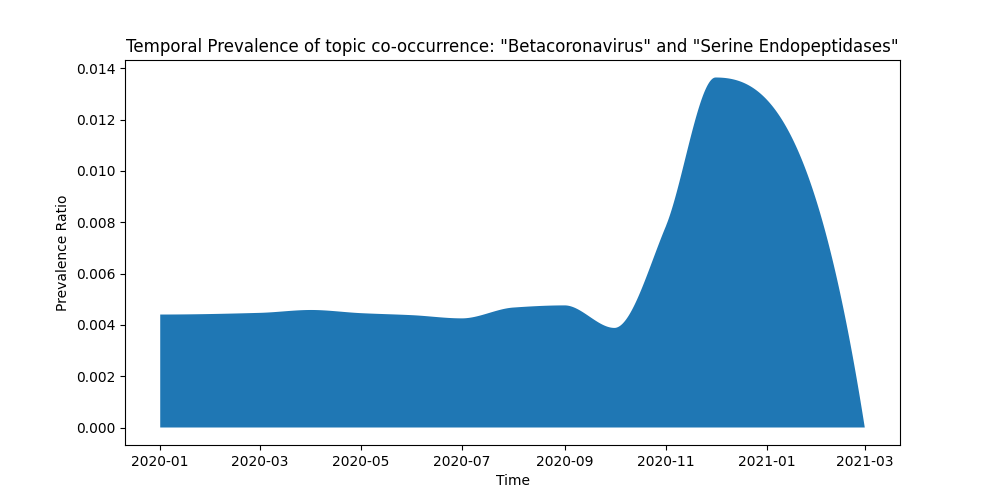 Temporal Prevalence of topic co-occurrence: "Betacoronavirus" and "Serine Endopeptidases"
Prevalence Ratio
0.014
0.012
0.010
0.008
0.006
0.004
0.002
0.000
2020-01 2020-03 2020-05 2020-07 2020-09 2020-11 2021-01 2021-03
Time